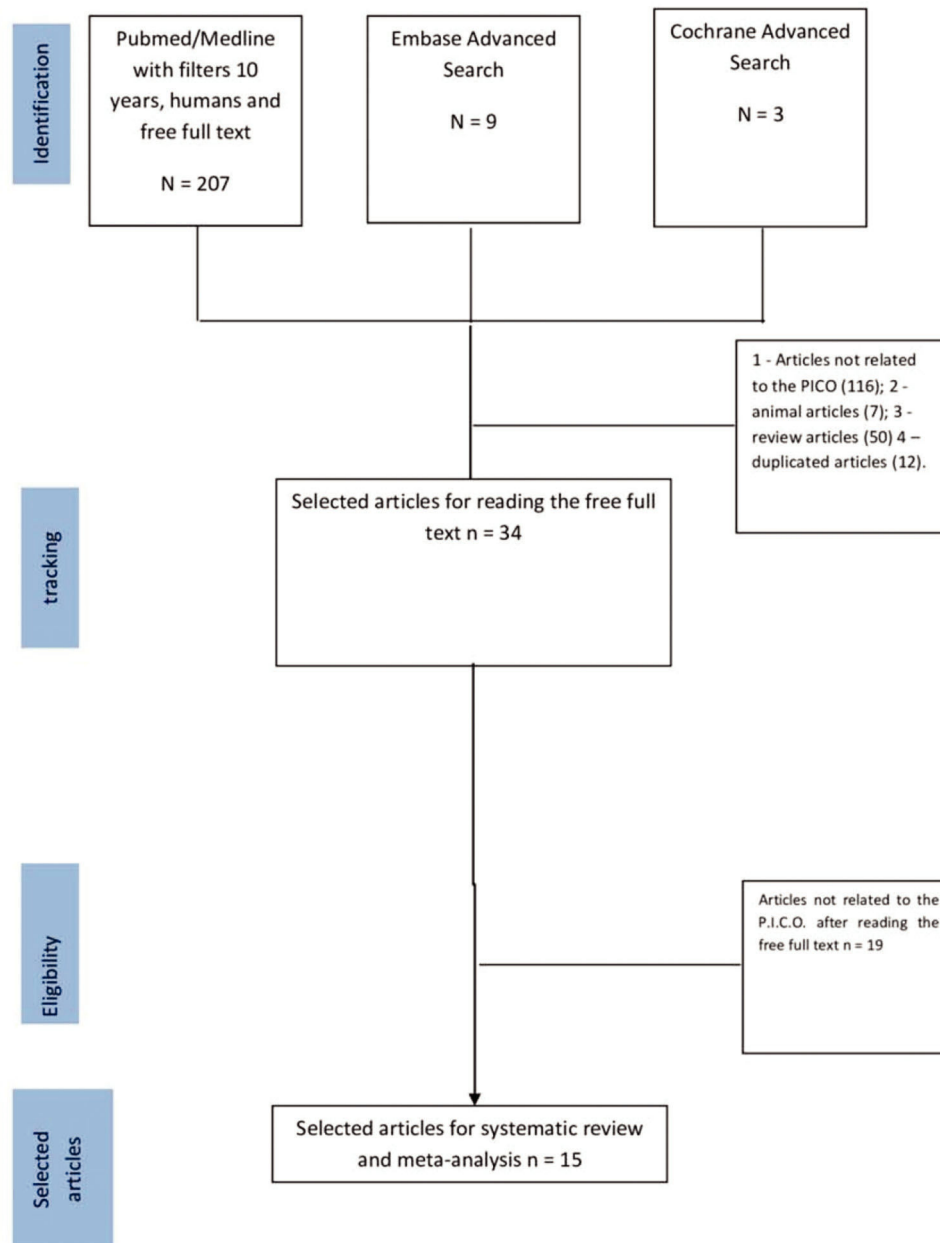 Identification
Pubmed/Medline
with filters 10
years, humans and
free full text
N = 207
Embase Advanced
Search
N = 9
Cochrane Advanced
Search
N = 3
1 - Articles not related
to the PICO (116); 2 -
animal articles (7); 3 -
review articles (50) 4 –
duplicated articles (12).
tracking
Selected articles for reading the free full
text n = 34
Eligibility
Articles not related to the
P.I.C.O. after reading the
free full text n = 19
Selected
articles
Selected articles for systematic review
and meta-analysis n = 15